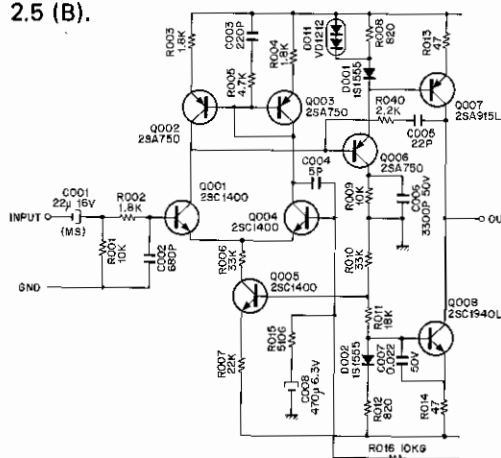 2.5 (B).
R003
1.8K
C003
220P
R004
1.8K
D011
VD1212
R008
820
R013
47
D001
1S1555
R005
4.7K
Q007
2SA915L
Q002
2SA750
Q003
2SA750
R040
2.2K
C005
22P
Q006
2SA750
C004
5P
C001
22μ 16V
(MS)
R002
1.8K
Q001
2SC1400
Q004
2SC1400
R009
10K
C006
3300P 50V
INPUT
R001
10K
C002
680P
R006
33K
R010
33K
OU
GND
Q005
2SC1400
R011
18K
Q008
2SC1940L
R007
22K
R015
510G
C008
470μ 6.3V
D002
1S1555
C007
0.022
50V
R012
820
R014
47
R016 10KG